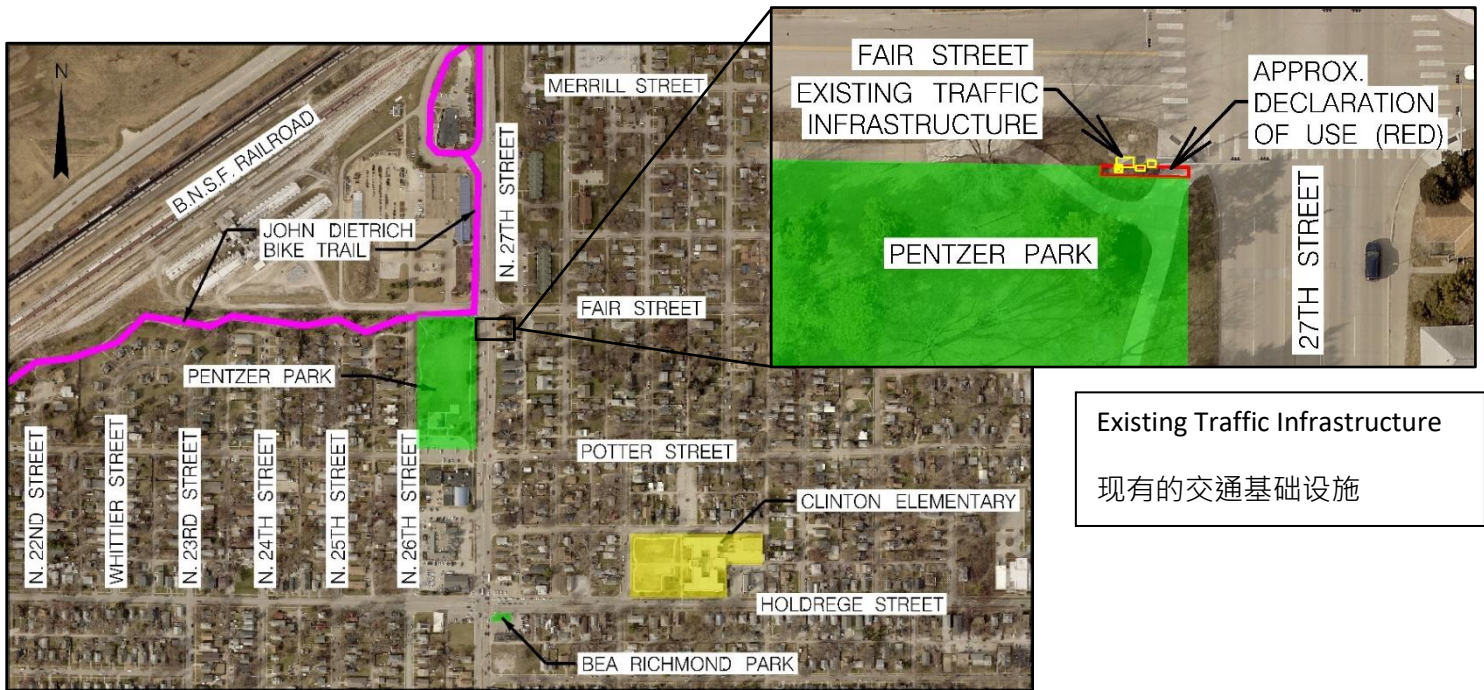 N
MERRILL STREET
B.N.S.F. RAILROAD
N. 27TH STREET
JOHN DIETRICH
BIKE TRAIL
FAIR STREET
PENTZER PARK
N. 22ND STREET
WHITTIER STREET
N. 23RD STREET
N. 24TH STREET
N. 25TH STREET
N. 26TH STREET
POTTER STREET
CLINTON ELEMENTARY
HOLDREGE STREET
BEA RICHMOND PARK
FAIR STREET
EXISTING TRAFFIC
INFRASTRUCTURE
APPROX.
DECLARATION
OF USE (RED)
PENTZER PARK
27TH STREET
Existing Traffic Infrastructure
现有的交通基础设施